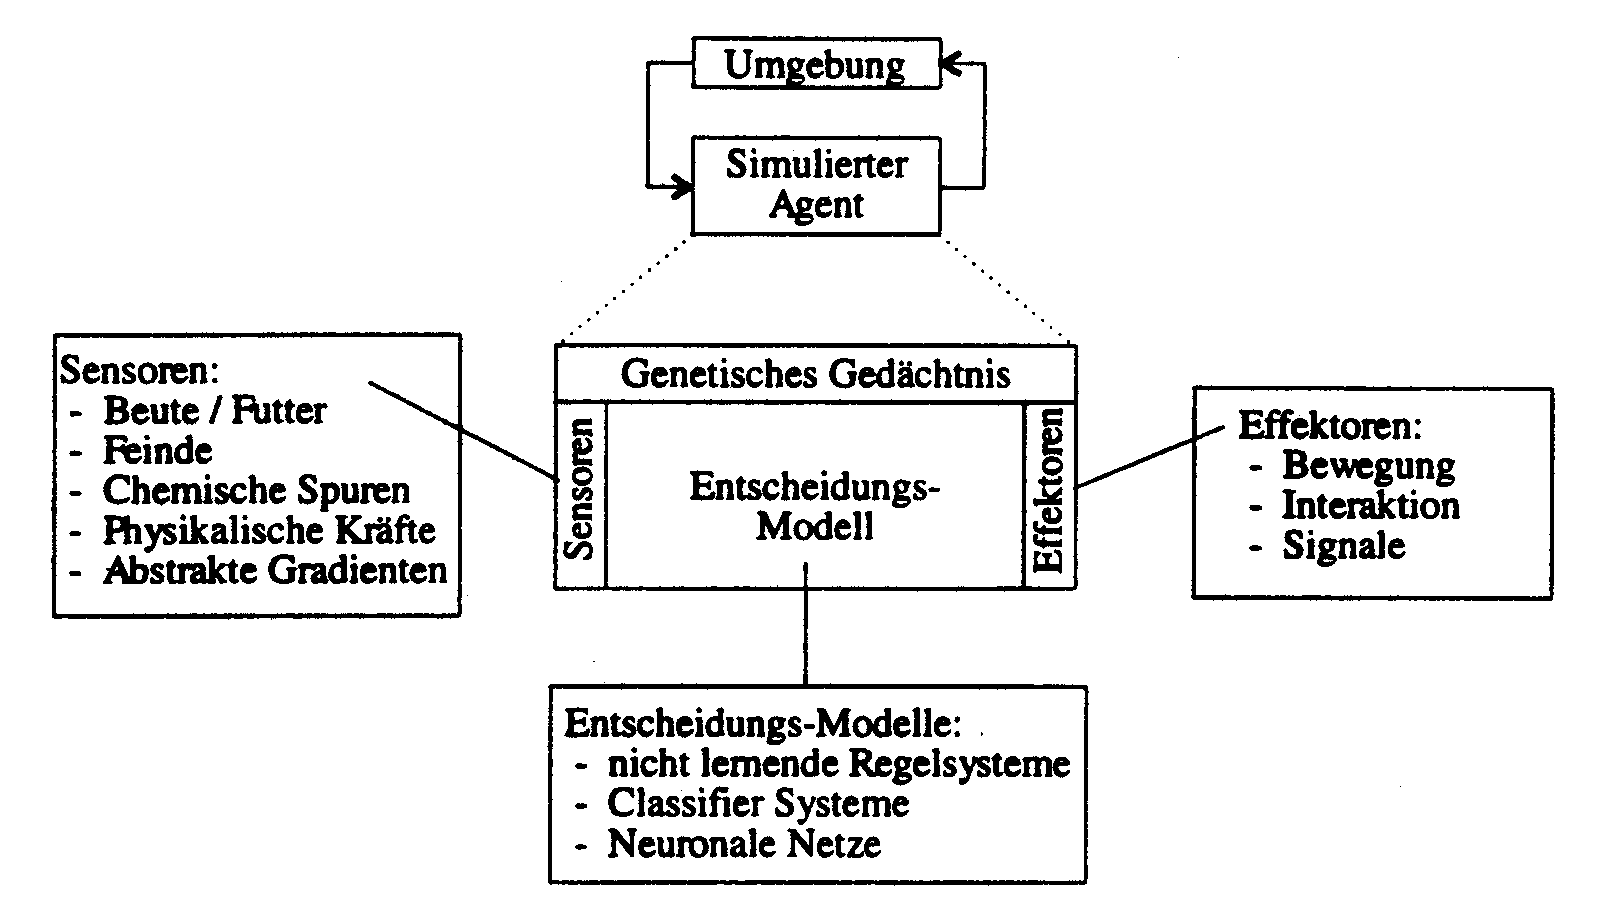 Umgebung
Simulierter
Agent
Sensoren:
- Beute / Futter
- Feinde
- Chemische Spuren
- Physikalische Kräfte
- Abstrakte Gradienten
Genetisches Gedächtnis
Sensoren
Entscheidungs-
Modell
Effektoren
Effektoren:
- Bewegung
- Interaktion
- Signale
Entscheidungs-Modelle:
- nicht lernende Regelsysteme
- Classifier Systeme
- Neuronale Netze